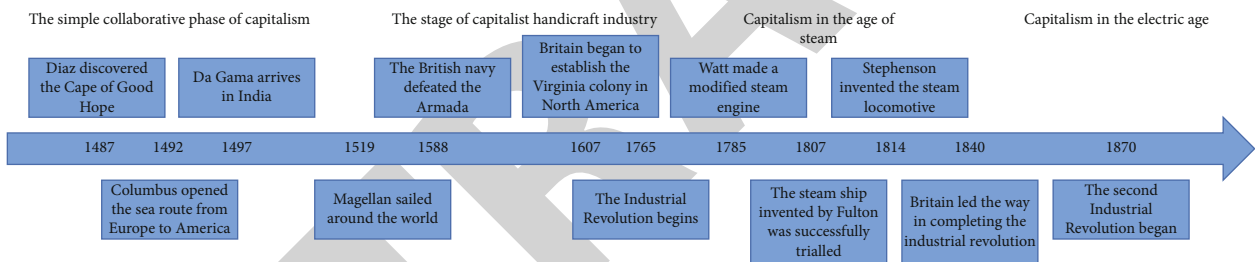 The simple collaborative phase of capitalism
The stage of capitalist handicraft industry
Capitalism in the age of
steam
Capitalism in the electric age
Diaz discovered
the Cape of Good
Hope
Da Gama arrives
in India
The British navy
defeated the
Armada
Britain began to
establish the
Virginia colony in
North America
Watt made a
modified steam
engine
Stephenson
invented the steam
locomotive
1487 1492 1497 1519 1588 1607 1765 1785 1807 1814 1840 1870
Columbus opened
the sea route from
Europe to America
Magellan sailed
around the world
The Industrial
Revolution begins
The steam ship
invented by Fulton
was successfully
trialled
Britain led the way
in completing the
industrial revolution
The second
Industrial
Revolution began